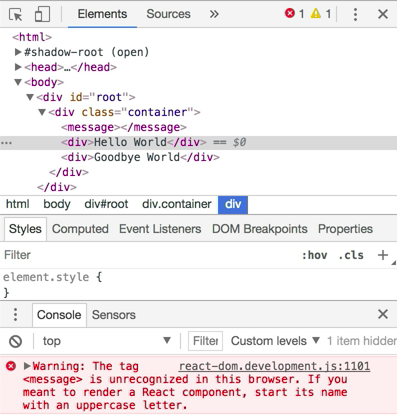 Elements Sources » 1 1
<html>
#shadow-root (open)
<head>…</head>
<body>
<div id="root">
<div class="container">
<message></message>
<div>Hello World</div> == $0
<div>Goodbye World</div>
</div>
</div>
html body div#root div.container div
Styles Computed Event Listeners DOM Breakpoints Properties
Filter :hov .cls +
element.style {
}
Console Sensors
top Filter Custom levels 1 item hidden
Warning: The tag react-dom.development.js:1101
<message> is unrecognized in this browser. If you
meant to render a React component, start its name
with an uppercase letter.